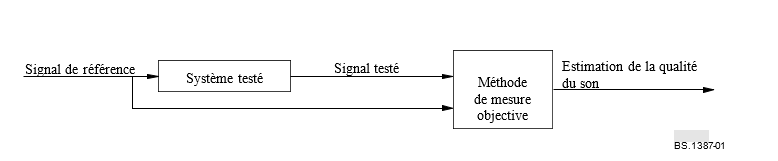 Signal de référence
Système testé
Signal testé
Méthode
de mesure
objective
Estimation de la qualité
du son
BS.1387-01